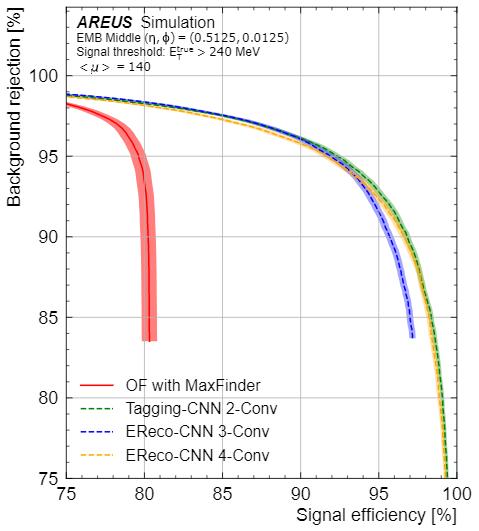 Background rejection [%]
AREUS Simulation
EMB Middle (η, ϕ) = (0.5125, 0.0125)
Signal threshold: E_T^true > 240 MeV
< μ > = 140
100
95
90
85
80
75
OF with MaxFinder
Tagging-CNN 2-Conv
EReco-CNN 3-Conv
EReco-CNN 4-Conv
75 80 85 90 95 100
Signal efficiency [%]